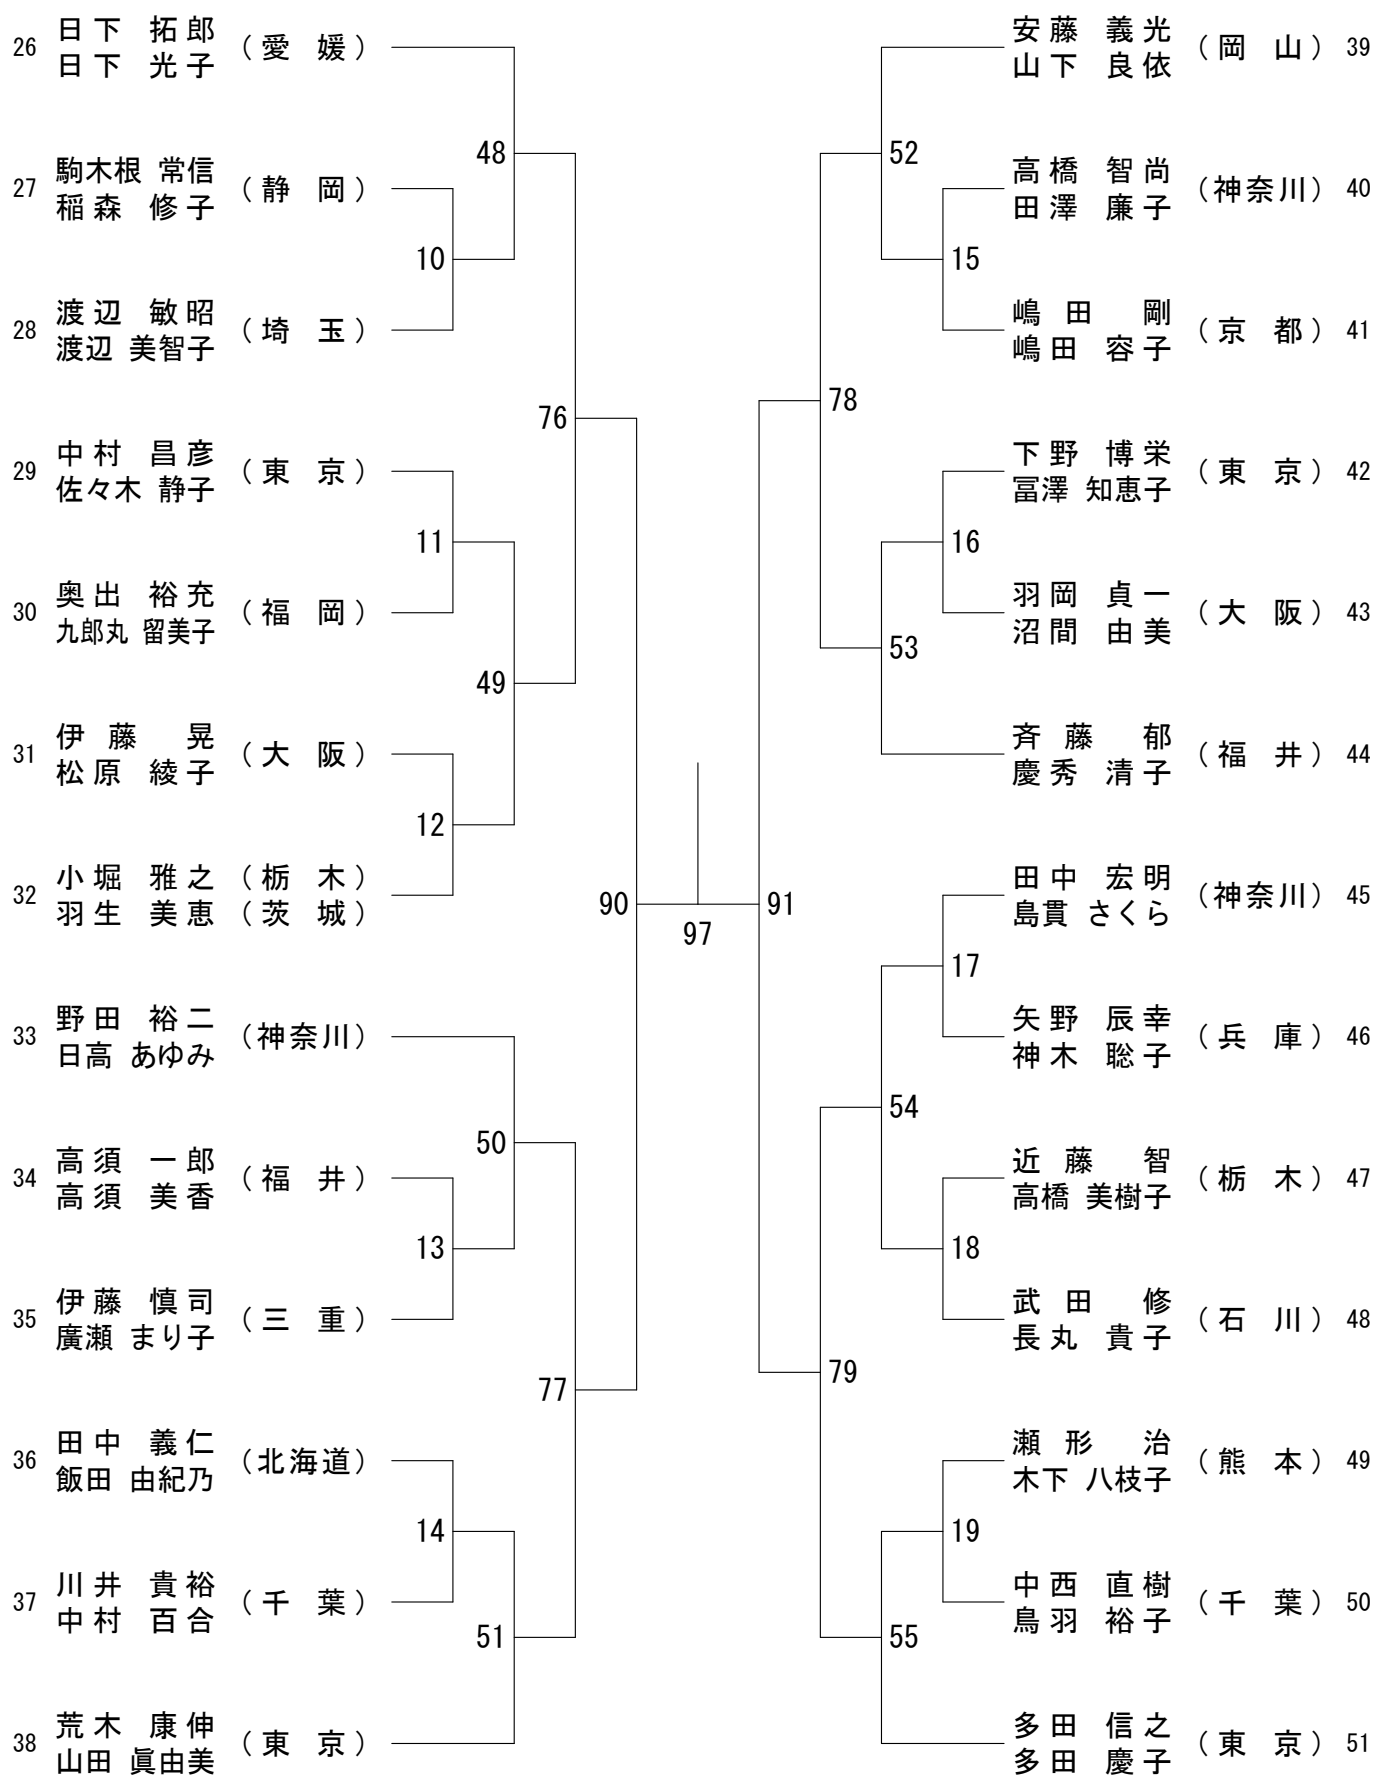 26 日下 拓郎 (愛媛)
日下 光子
48
27 駒木根 常信 (静岡)
稲森 修子
10
28 渡辺 敏昭 (埼玉)
渡辺 美智子
76
29 中村 昌彦 (東京)
佐々木 静子
11
30 奥出 裕充 (福岡)
九郎丸 留美子
49
31 伊藤 晃 (大阪)
松原 綾子
12
32 小堀 雅之 (栃木)
羽生 美恵 (茨城)
90
33 野田 裕二 (神奈川)
日高 あゆみ
50
34 高須 一郎 (福井)
高須 美香
13
35 伊藤 慎司 (三重)
廣瀬 まり子
77
36 田中 義仁 (北海道)
飯田 由紀乃
14
37 川井 貴裕 (千葉)
中村 百合
51
38 荒木 康伸 (東京)
山田 眞由美
97
安藤 義光 (岡山) 39
山下 良依
52
高橋 智尚 (神奈川) 40
田澤 廉子
15
嶋田 剛 (京都) 41
嶋田 容子
78
下野 博栄 (東京) 42
冨澤 知恵子
16
羽岡 貞一 (大阪) 43
沼間 由美
53
斉藤 郁 (福井) 44
慶秀 清子
91
田中 宏明 (神奈川) 45
島貫 さくら
17
矢野 辰幸 (兵庫) 46
神木 聡子
54
近藤 智 (栃木) 47
高橋 美樹子
18
武田 修 (石川) 48
長丸 貴子
79
瀬形 治 (熊本) 49
木下 八枝子
19
中西 直樹 (千葉) 50
鳥羽 裕子
55
多田 信之 (東京) 51
多田 慶子